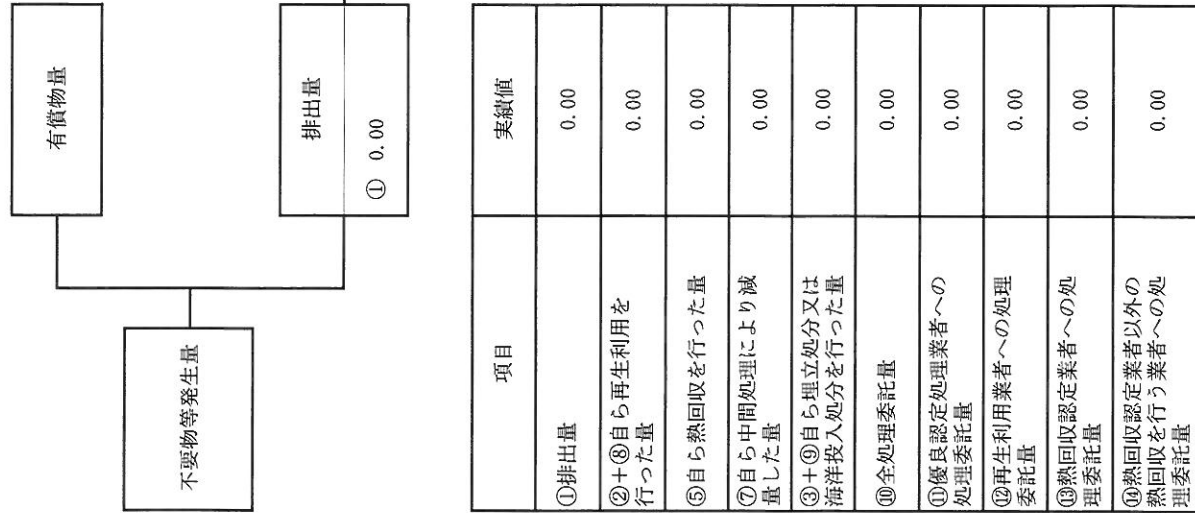 有償物量
不要物等発生量
排出量
① 0.00
項目
実績値
①排出量
0.00
②+⑧自ら再生利用を
行った量
0.00
⑤自ら熱回収を行った量
0.00
⑦自ら中間処理により減
量した量
0.00
③+⑨自ら埋立処分又は
海洋投入処分を行った量
0.00
⑩全処理委託量
0.00
⑪優良認定処理業者への
処理委託量
0.00
⑫再生利用業者への処理
委託量
0.00
⑬熱回収認定業者への処
理委託量
0.00
⑭熱回収認定業者以外の
熱回収を行う業者への処
理委託量
0.00